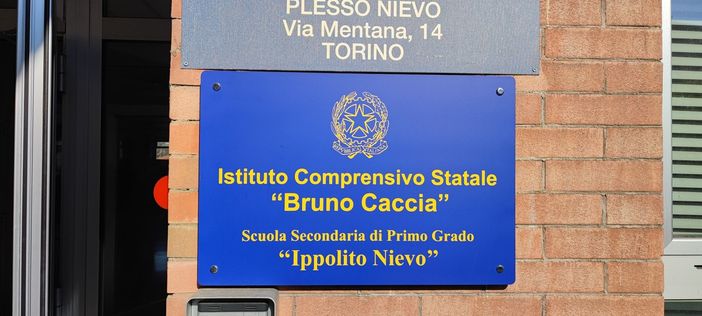 PLESSO NIEVO
Via Mentana, 14
TORINO
Istituto Comprensivo Statale
“Bruno Caccia”
Scuola Secondaria di Primo Grado
“Ippolito Nievo”